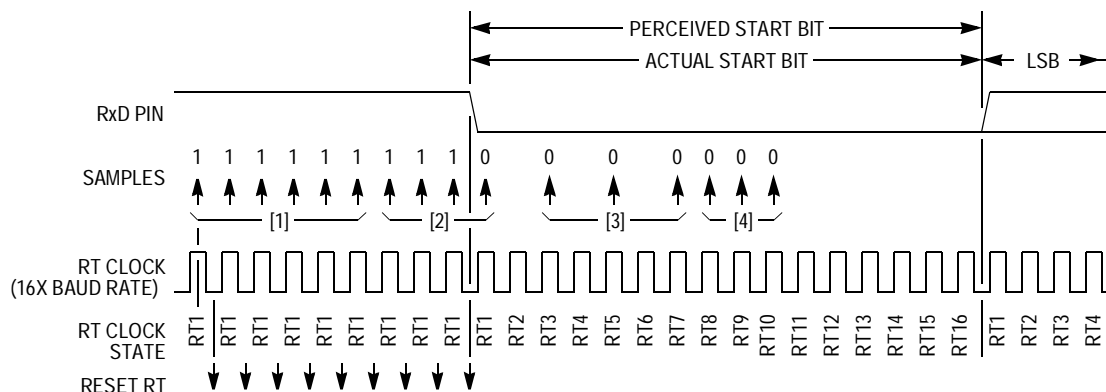 PERCEIVED START BIT
ACTUAL START BIT
LSB
RxD PIN
SAMPLES
1 1 1 1 1 1 1 1 1 0 0 0 0 0 0 0
[1] [2] [3] [4]
RT CLOCK
(16X BAUD RATE)
RT CLOCK
STATE
RT1 RT1 RT1 RT1 RT1 RT1 RT1 RT1 RT1 RT1 RT2 RT3 RT4 RT5 RT6 RT7 RT8 RT9 RT10 RT11 RT12 RT13 RT14 RT15 RT16 RT1 RT2 RT3 RT4
RESET RT